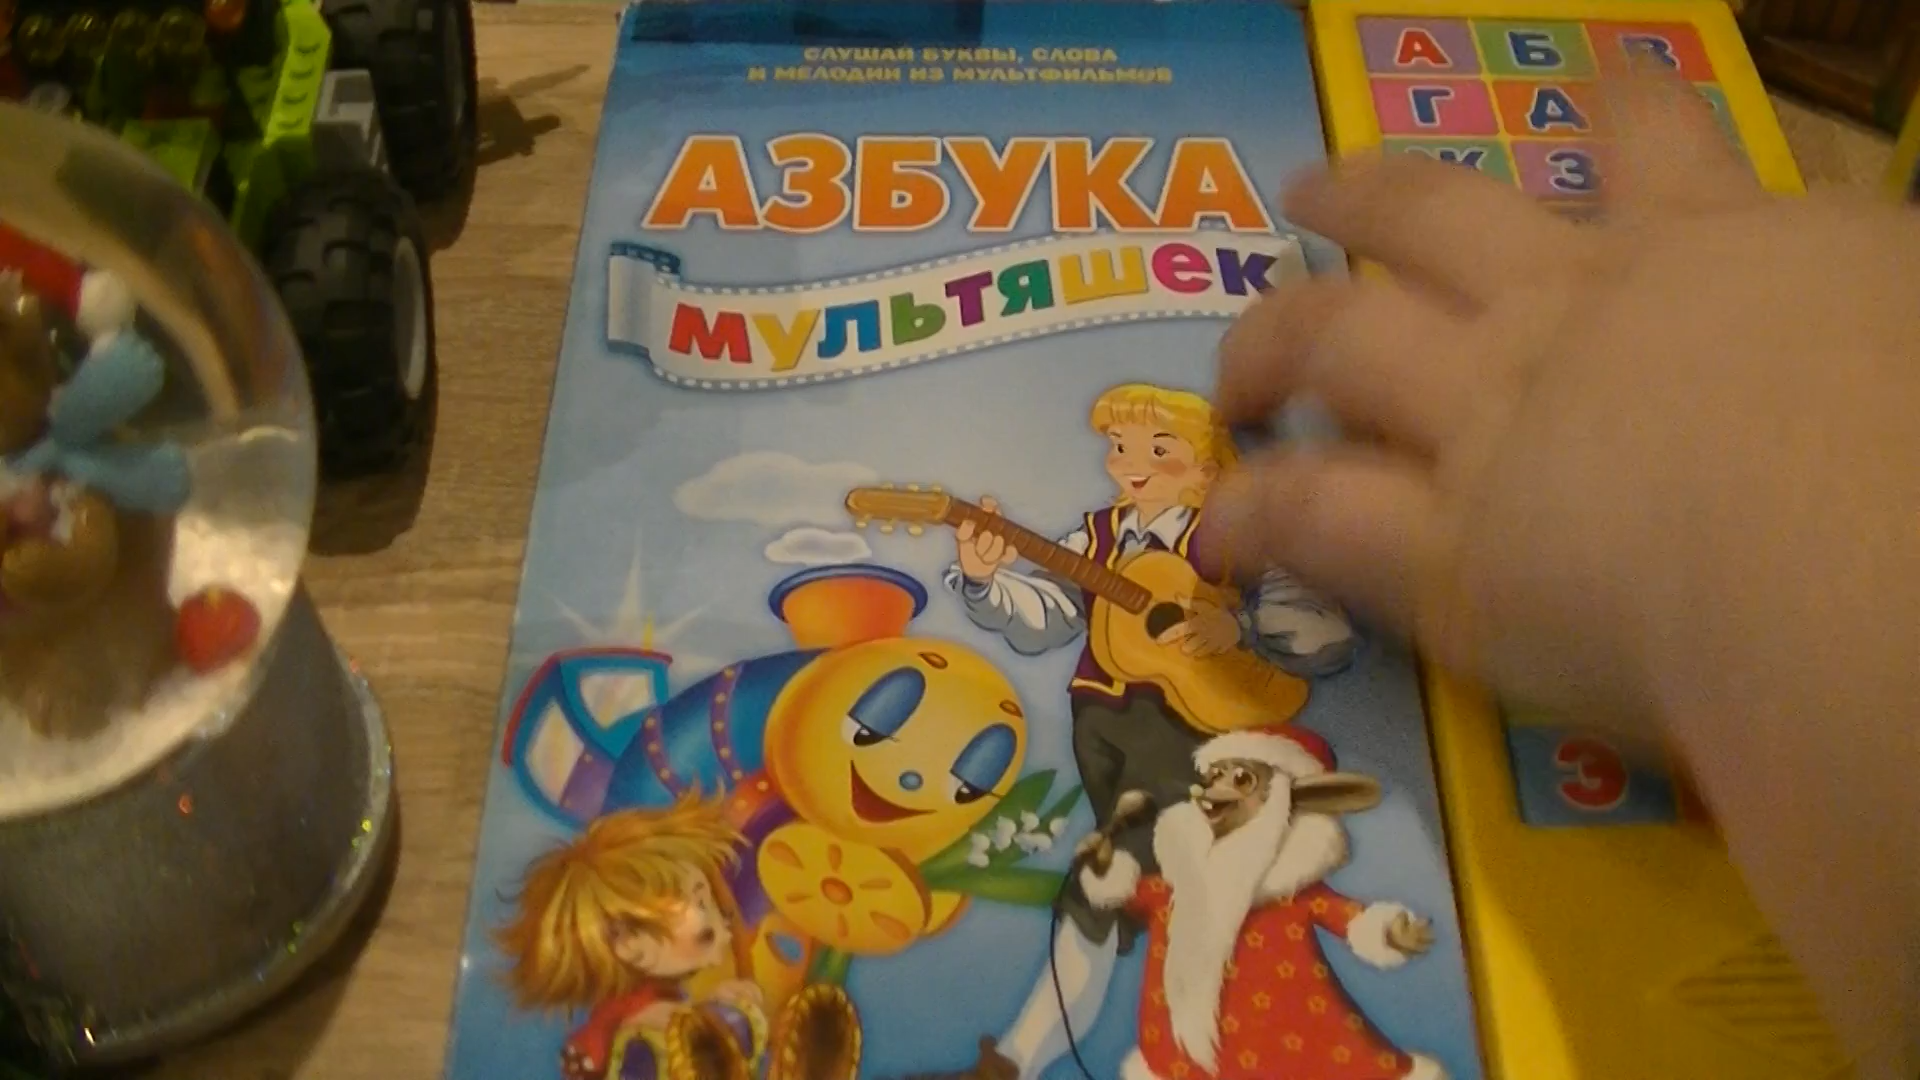 СЛУШАЙ БУКВЫ, СЛОВА
И МЕЛОДИИ ИЗ МУЛЬТФИЛЬМОВ
АЗБУКА
мультяшек
А Б В
Г Д
Ж З
Э